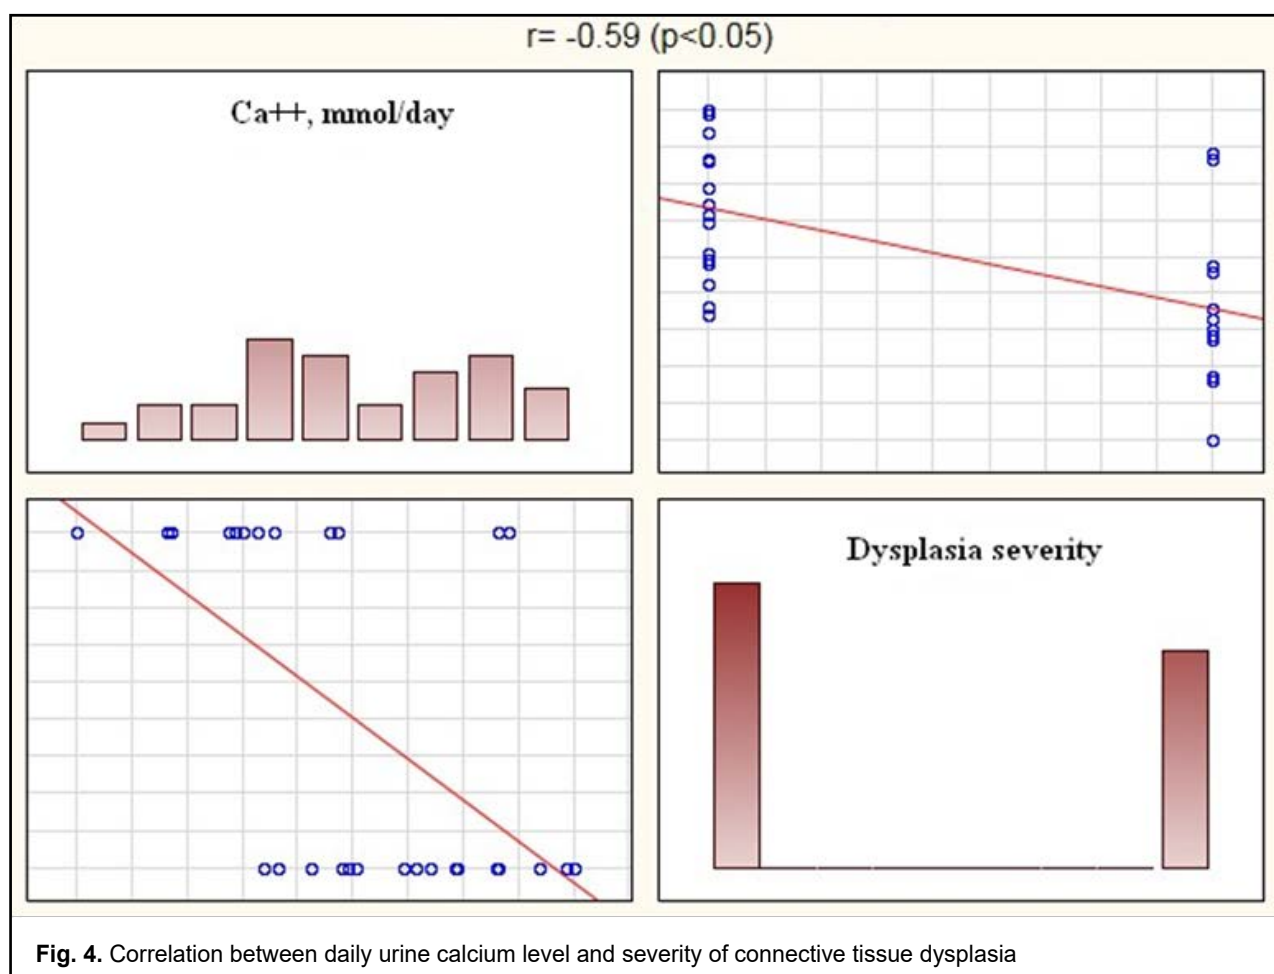 r= -0.59 (p<0.05)
Ca++, mmol/day
Dysplasia severity
Fig. 4. Correlation between daily urine calcium level and severity of connective tissue dysplasia